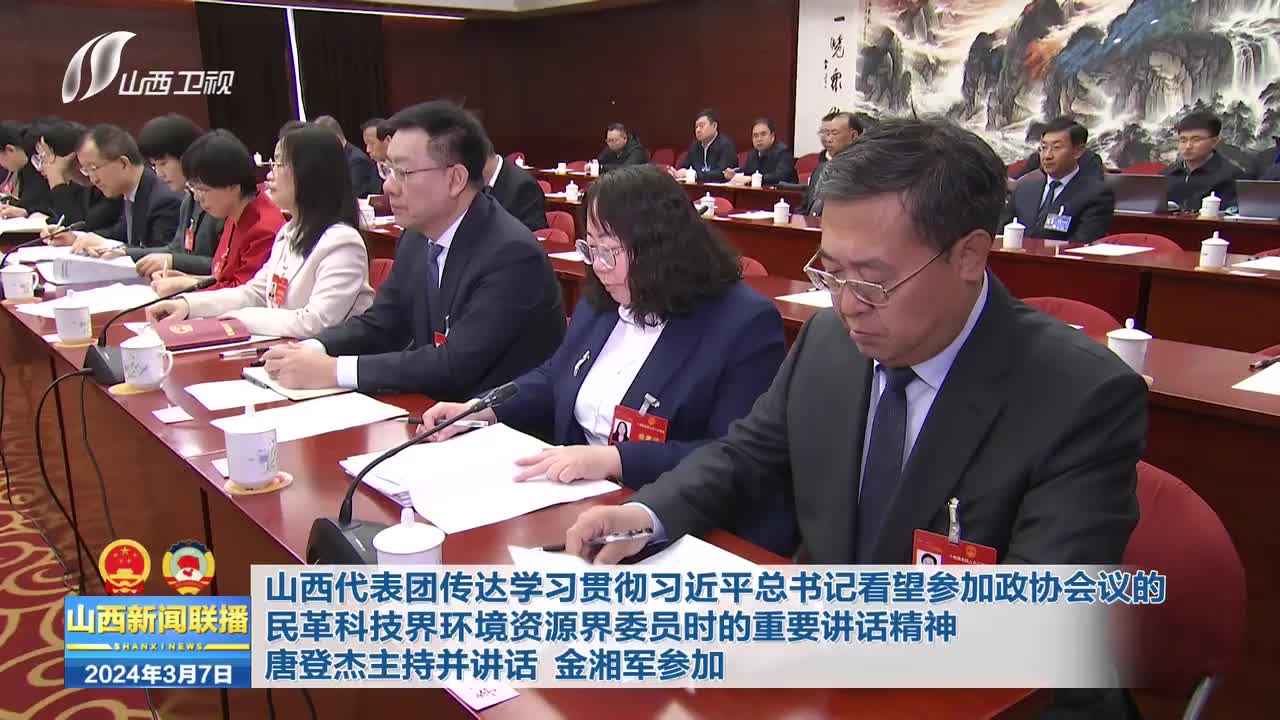 山西卫视
一览众
山西新闻联播
SHANXI NEWS
2024年3月7日
山西代表团传达学习贯彻习近平总书记看望参加政协会议的
民革科技界环境资源界委员时的重要讲话精神
唐登杰主持并讲话 金湘军参加